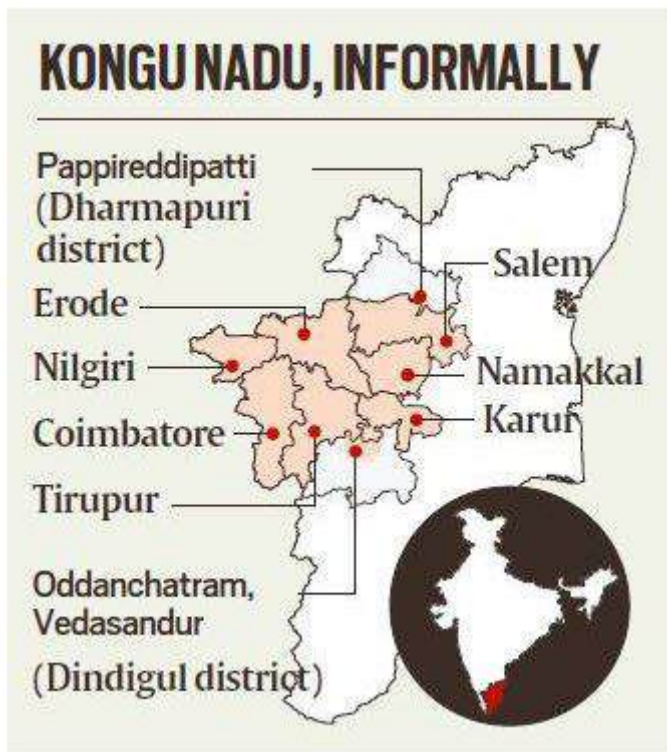 KONGU NADU, INFORMALLY
Pappireddipatti
(Dharmapuri
district)
Salem
Erode
Nilgiri
Namakkal
Karur
Coimbatore
Tirupur
Oddanchatram,
Vedasandur
(Dindigul district)